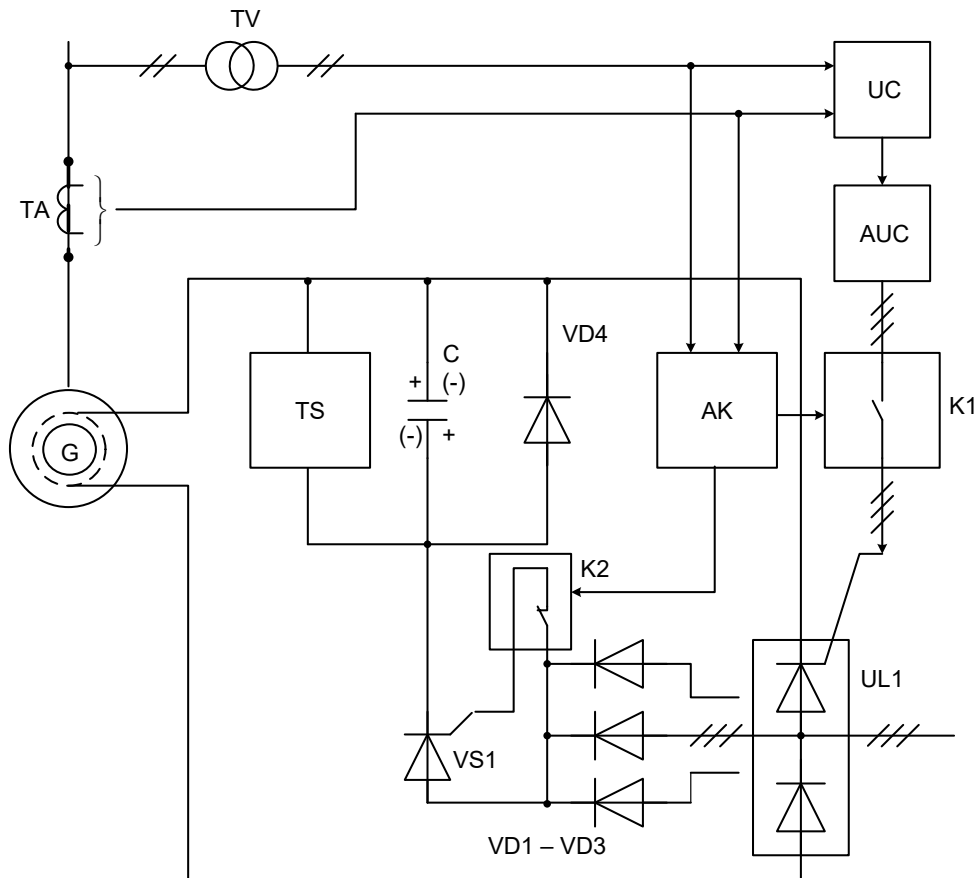 TV
UC
TA
AUC
C
VD4
+ (-)
TS
AK
K1
(-) +
G
K2
UL1
VS1
VD1 – VD3